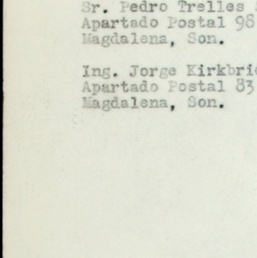 Sr. Pedro Trelles
Apartado Postal 98
Magdalena, Son.
Ing. Jorge Kirkbri
Apartado Postal 83
Magdalena, Son.